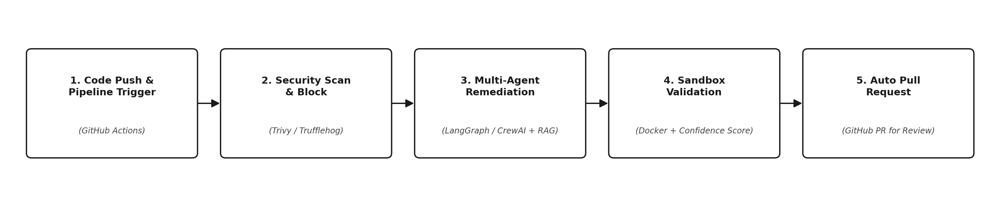 1. Code Push &
Pipeline Trigger
(GitHub Actions)
2. Security Scan
& Block
(Trivy / Trufflehog)
3. Multi-Agent
Remediation
(LangGraph / CrewAI + RAG)
4. Sandbox
Validation
(Docker + Confidence Score)
5. Auto Pull
Request
(GitHub PR for Review)